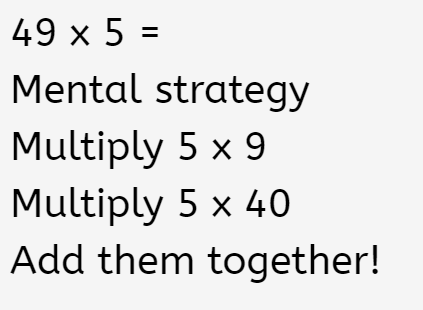 49 x 5 =
Mental strategy
Multiply 5 x 9
Multiply 5 x 40
Add them together!